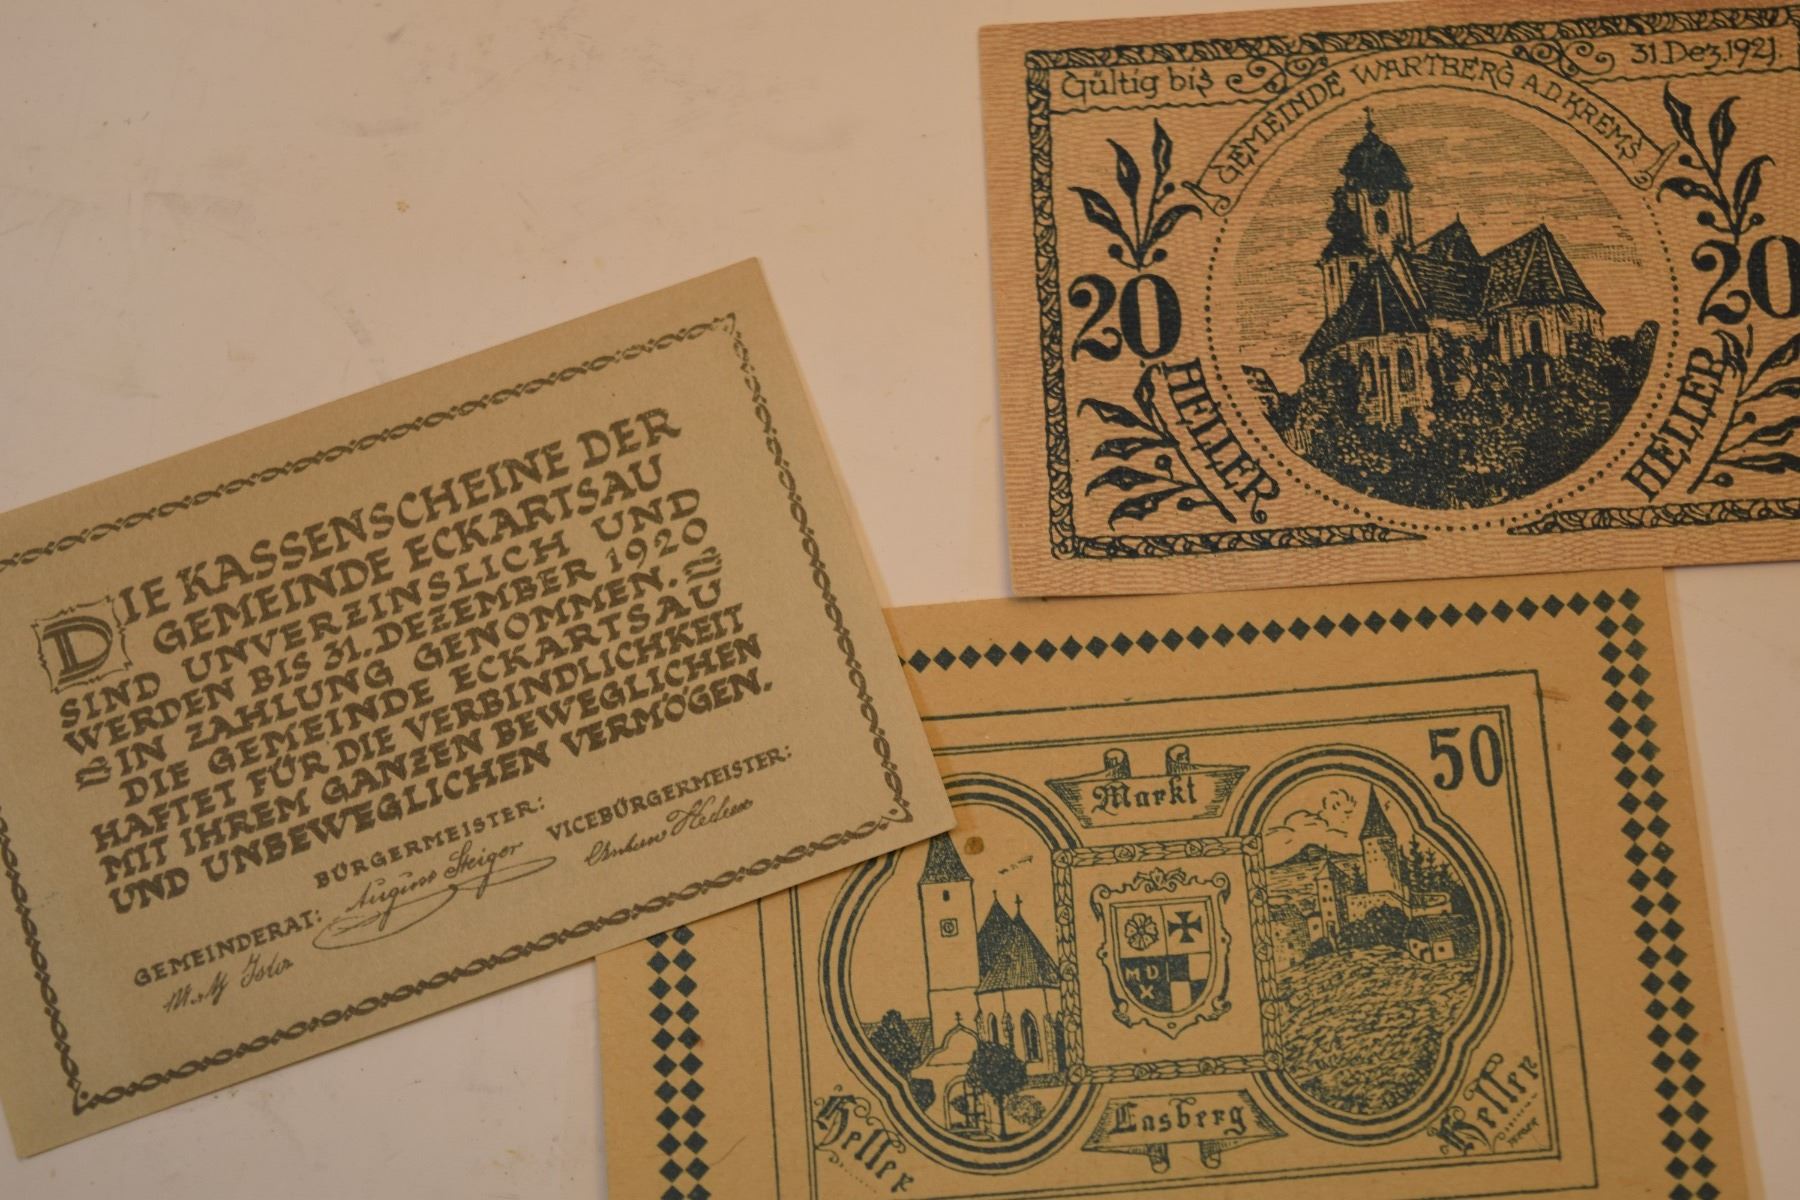 DIE KASSENSCHEINE DER
GEMEINDE ECKARTSAU
SIND UNVERZINSLICH UND
WERDEN BIS 31. DEZEMBER 1920
IN ZAHLUNG GENOMMEN.
DIE GEMEINDE ECKARTSAU
HAFTET FÜR DIE VERBINDLICHKEIT
MIT IHREM GANZEN BEWEGLICHEN
UND UNBEWEGLICHEN VERMÖGEN.
GEMEINDERAT: BÜRGERMEISTER: VICEBÜRGERMEISTER:
Steiger
Gültig bis
31 Dez. 1921.
GEMEINDE WARTBERG A.D. KREMS
20 20
HELLER HELLER
50
Markt
M D
X
Lasberg
Heller Heller